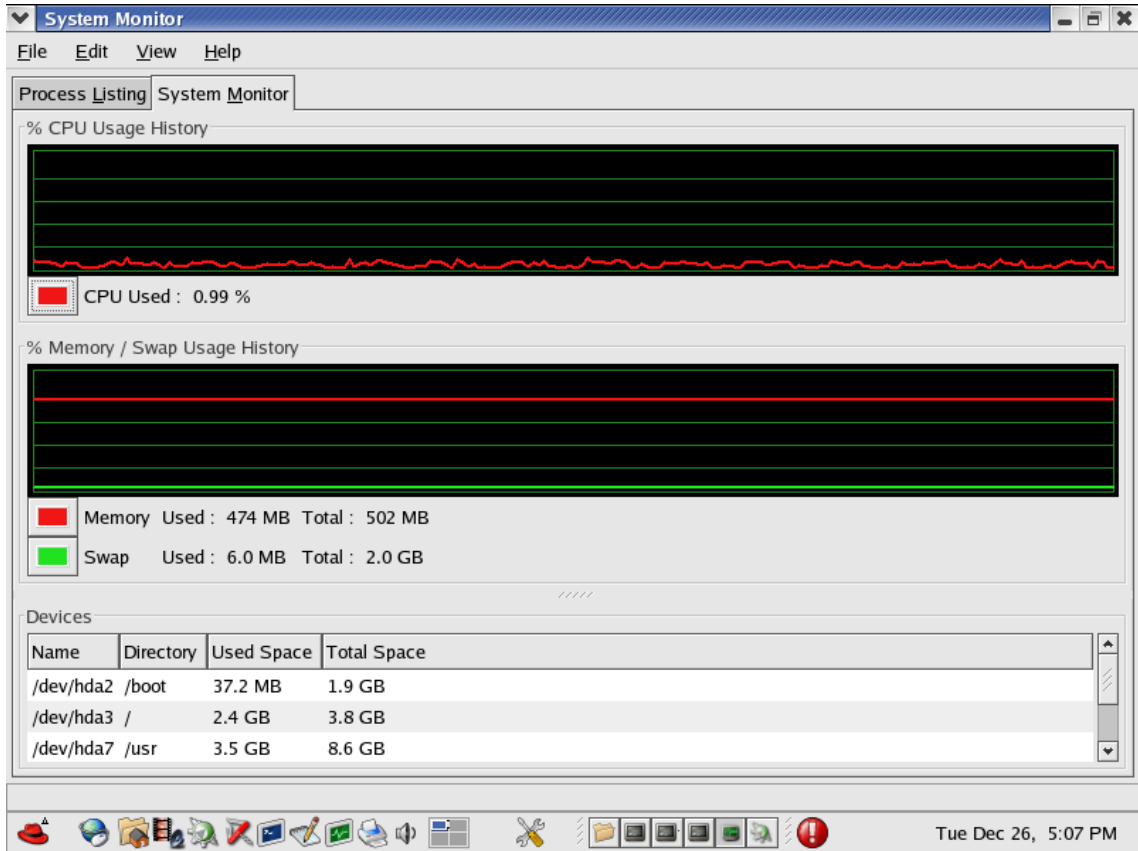 System Monitor
File Edit View Help
Process Listing System Monitor
% CPU Usage History
CPU Used : 0.99 %
% Memory / Swap Usage History
Memory Used : 474 MB Total : 502 MB
Swap Used : 6.0 MB Total : 2.0 GB
Devices
Name Directory Used Space Total Space
/dev/hda2 /boot 37.2 MB 1.9 GB
/dev/hda3 / 2.4 GB 3.8 GB
/dev/hda7 /usr 3.5 GB 8.6 GB
Tue Dec 26, 5:07 PM